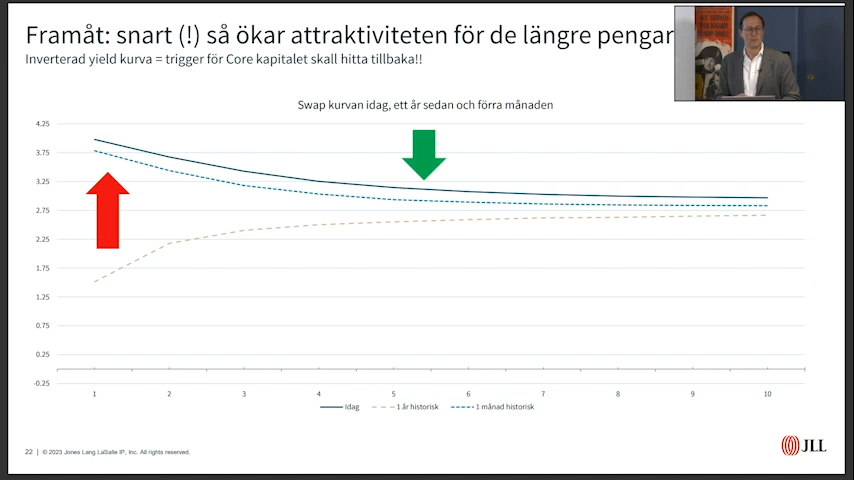 Framåt: snart (!) så ökar attraktiviteten för de längre
Inverterad yield kurva = trigger för Core kapitalet skall hitta tillbaka!!
Swap kurvan idag, ett år sedan och förra månaden
4.25
3.75
3.25
2.75
2.25
1.75
1.25
0.75
0.25
-0.25
1 2 3 4 5 6 7 8 9 10
Idag 1 år historisk 1 månad historisk
22 | © 2023 Jones Lang LaSalle IP, Inc. All rights reserved.
JLL